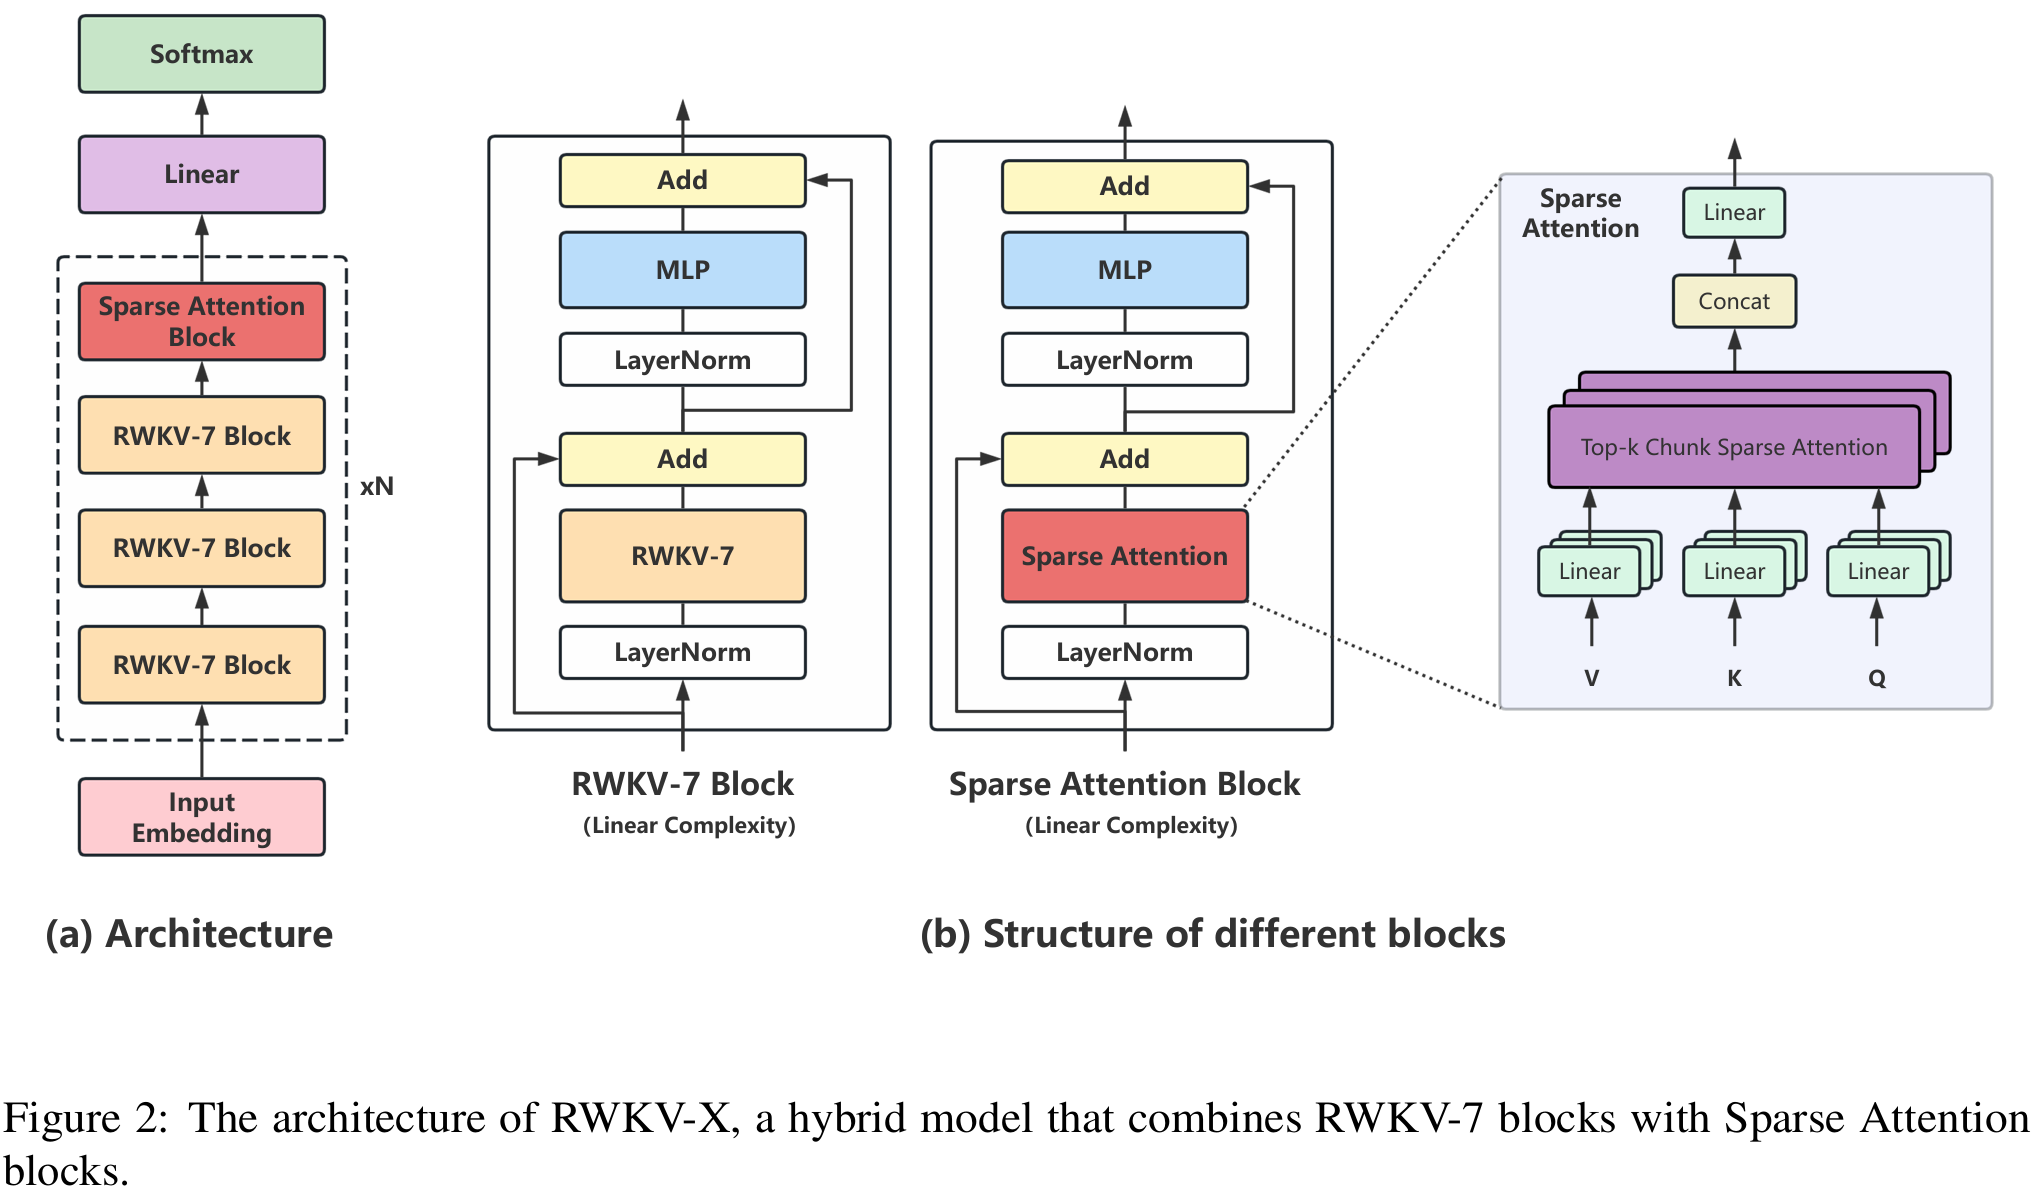 Softmax
Linear
Sparse Attention
Block
RWKV-7 Block
RWKV-7 Block
RWKV-7 Block
xN
Input
Embedding
(a) Architecture
Add
MLP
LayerNorm
Add
RWKV-7
LayerNorm
RWKV-7 Block
(Linear Complexity)
Add
MLP
LayerNorm
Add
Sparse Attention
LayerNorm
Sparse Attention Block
(Linear Complexity)
Sparse
Attention
Linear
Concat
Top-k Chunk Sparse Attention
Linear
Linear
Linear
V
K
Q
(b) Structure of different blocks
Figure 2: The architecture of RWKV-X, a hybrid model that combines RWKV-7 blocks with Sparse Attention
blocks.